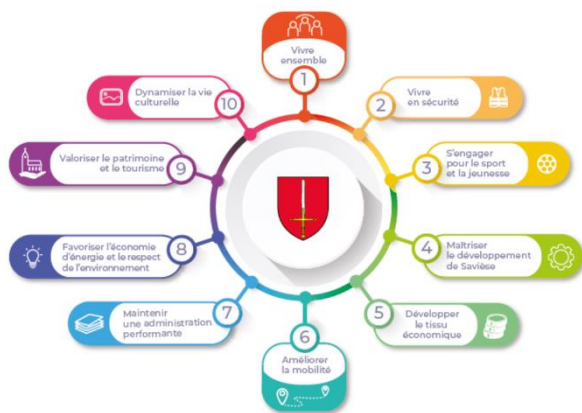 Vivre
ensemble
1
2
Vivre
en sécurité
3
S'engager
pour le sport
et la jeunesse
4
Maîtriser
le développement
de Savièse
5
Développer
le tissu
économique
6
Améliorer
la mobilité
7
Maintenir
une administration
performante
8
Favoriser l'économie
d'énergie et le respect
de l'environnement
9
Valoriser le patrimoine
et le tourisme
10
Dynamiser la vie
culturelle